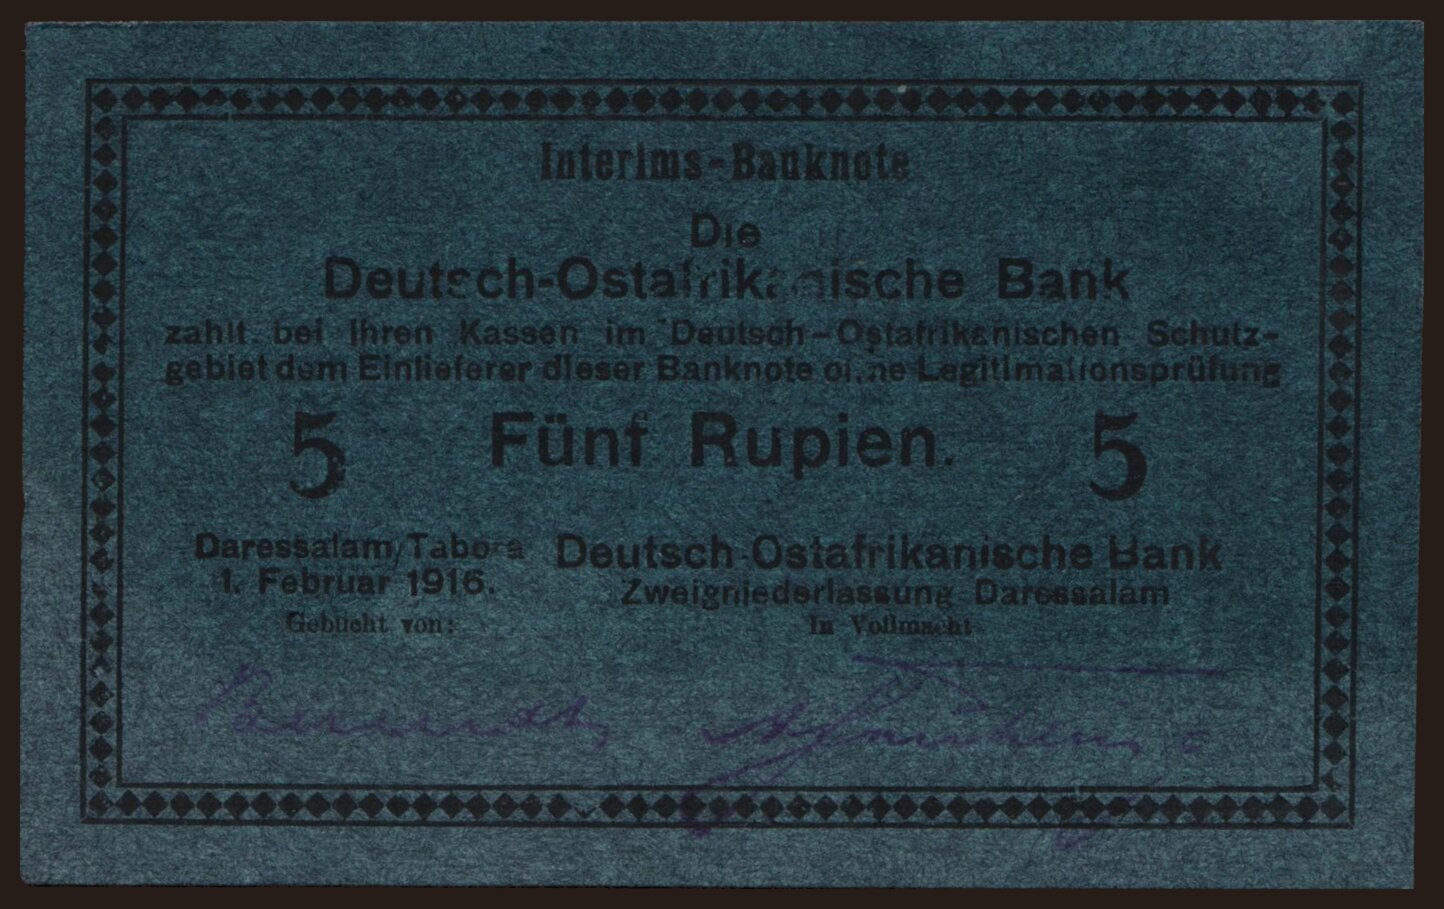 Interims-Banknote
Die
Deutsch-Ostafrikanische Bank
zahlt bei ihren Kassen im Deutsch-Ostafrikanischen Schutz-
gebiet dem Einlieferer dieser Banknote ohne Legitimationsprüfung
5 Fünf Rupien. 5
Daressalam/Tabora Deutsch-Ostafrikanische Bank
1. Februar 1916. Zweigniederlassung Daressalam
Gebucht von: In Vollmacht